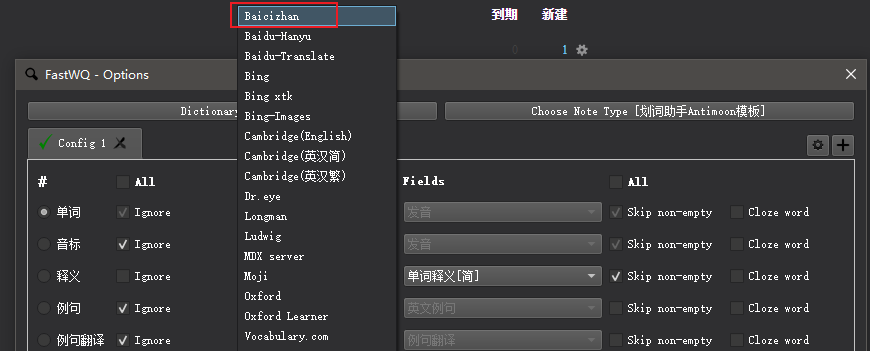 Baicizhan
到期 新建
Baidu-Hanyu
0 1
Baidu-Translate
FastWQ - Options
Bing
Bing xtk
Dictionary
Choose Note Type [划词助手Antimoon模板]
Bing-Images
Cambridge(English)
Config 1
Cambridge(英汉简)
Cambridge(英汉繁)
# All Fields All
Dr.eye
单词 Ignore 发音 Skip non-empty Cloze word
Longman
Ludwig
音标 Ignore 发音 Skip non-empty Cloze word
MDX server
释义 Ignore 单词释义[简] Skip non-empty Cloze word
Moji
Oxford
例句 Ignore 英文例句 Skip non-empty Cloze word
Oxford Learner
Vocabulary.com
例句翻译 Ignore 例句翻译 Skip non-empty Cloze word